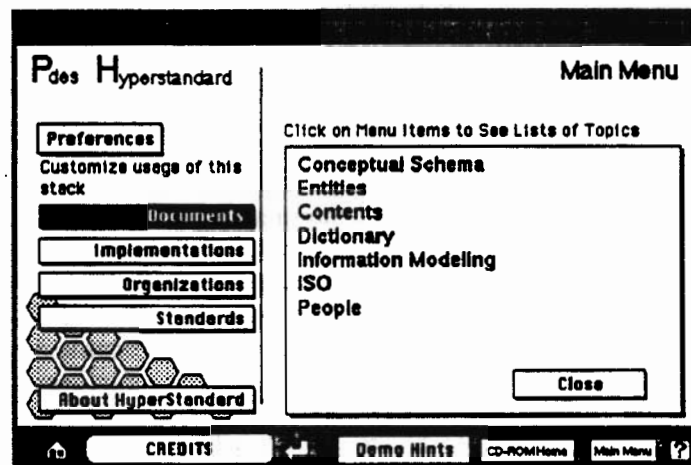 Pdes Hyperstandard
Main Menu
Preferences
Customize usage of this
stack
Documents
Implementations
Organizations
Standards
About HyperStandard
Click on Menu Items to See Lists of Topics
Conceptual Schema
Entities
Contents
Dictionary
Information Modeling
ISO
People
Close
CREDITS
Demo Hints
CD-ROM Home
Main Menu
?